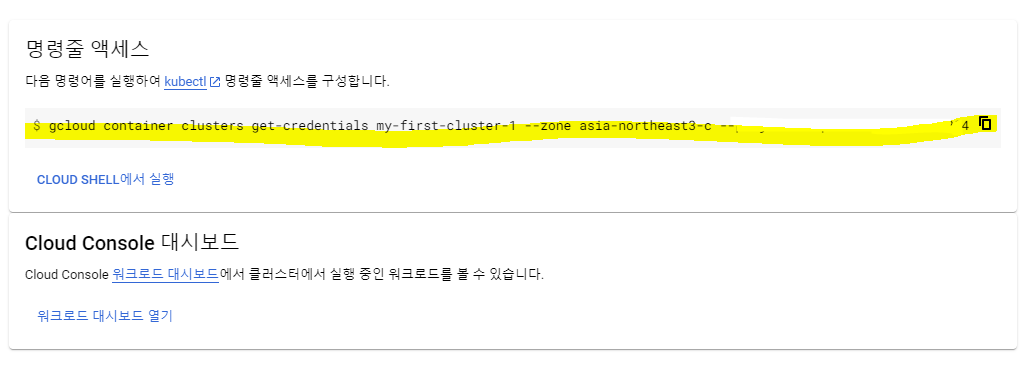 명령줄 액세스
다음 명령어를 실행하여 kubectl 명령줄 액세스를 구성합니다.
$ gcloud container clusters get-credentials my-first-cluster-1 --zone asia-northeast3-c -- 4
CLOUD SHELL에서 실행
Cloud Console 대시보드
Cloud Console 워크로드 대시보드에서 클러스터에서 실행 중인 워크로드를 볼 수 있습니다.
워크로드 대시보드 열기